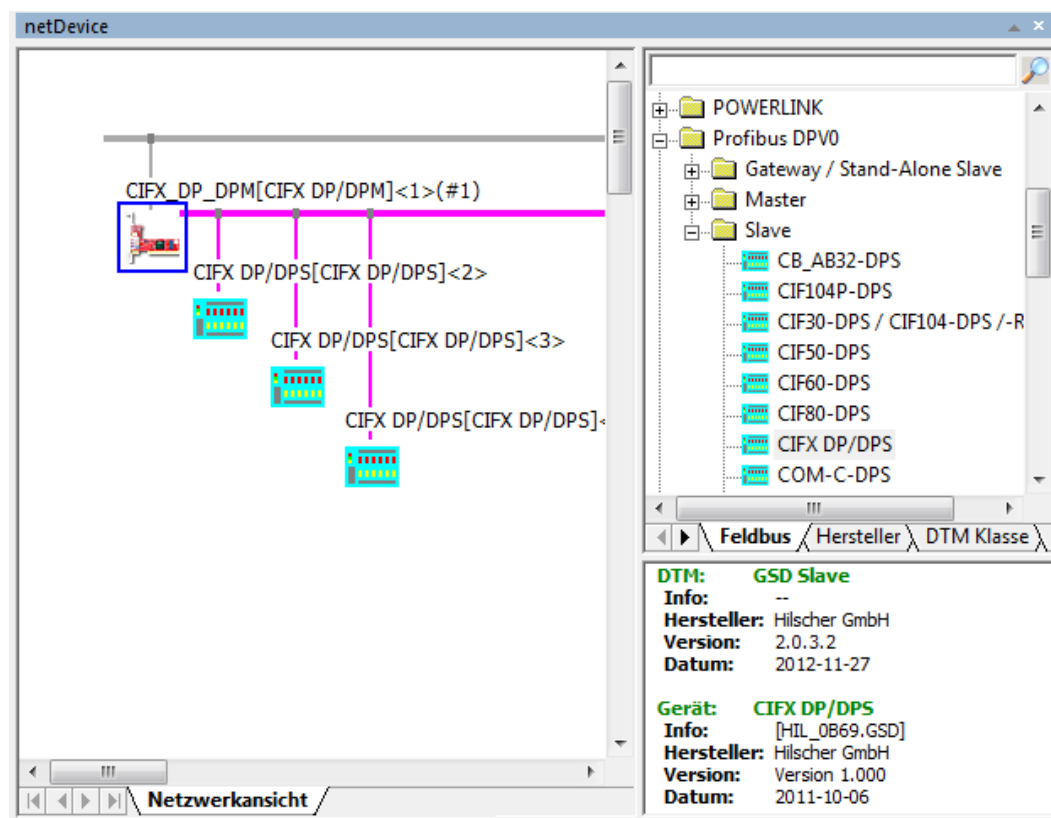 netDevice
CIFX_DP_DPM[CIFX DP/DPM]<1>(#1)
CIFX DP/DPS[CIFX DP/DPS]<2>
CIFX DP/DPS[CIFX DP/DPS]<3>
CIFX DP/DPS[CIFX DP/DPS]<
Netzwerkansicht
POWERLINK
Profibus DPV0
Gateway / Stand-Alone Slave
Master
Slave
CB_AB32-DPS
CIF104P-DPS
CIF30-DPS / CIF104-DPS /-R
CIF50-DPS
CIF60-DPS
CIF80-DPS
CIFX DP/DPS
COM-C-DPS
Feldbus Hersteller DTM Klasse
DTM: GSD Slave
Info: --
Hersteller: Hilscher GmbH
Version: 2.0.3.2
Datum: 2012-11-27
Gerät: CIFX DP/DPS
Info: [HIL_0B69.GSD]
Hersteller: Hilscher GmbH
Version: Version 1.000
Datum: 2011-10-06